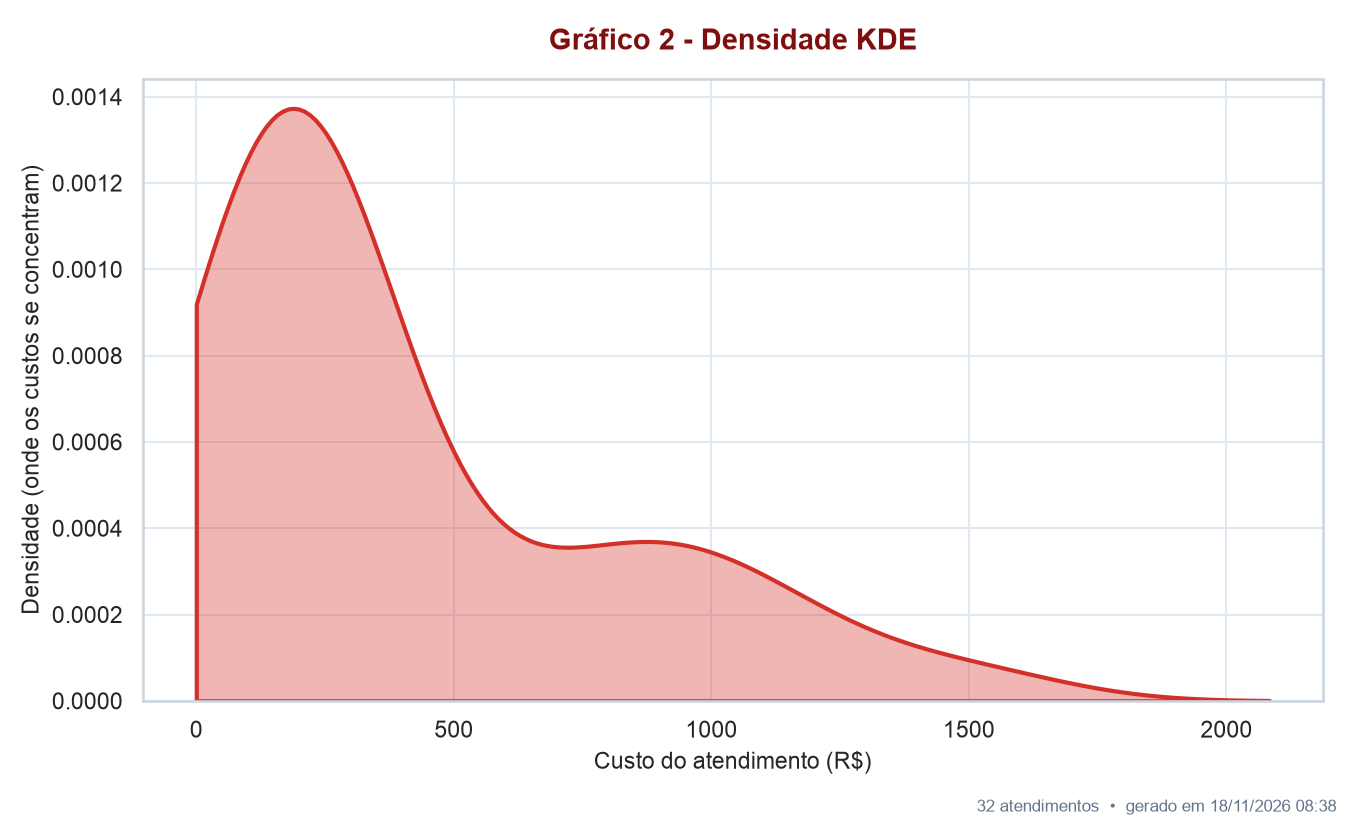 Gráfico 2 - Densidade KDE
Densidade (onde os custos se concentram)
0.0014
0.0012
0.0010
0.0008
0.0006
0.0004
0.0002
0.0000
0 500 1000 1500 2000
Custo do atendimento (R$)
32 atendimentos • gerado em 18/11/2026 08:38